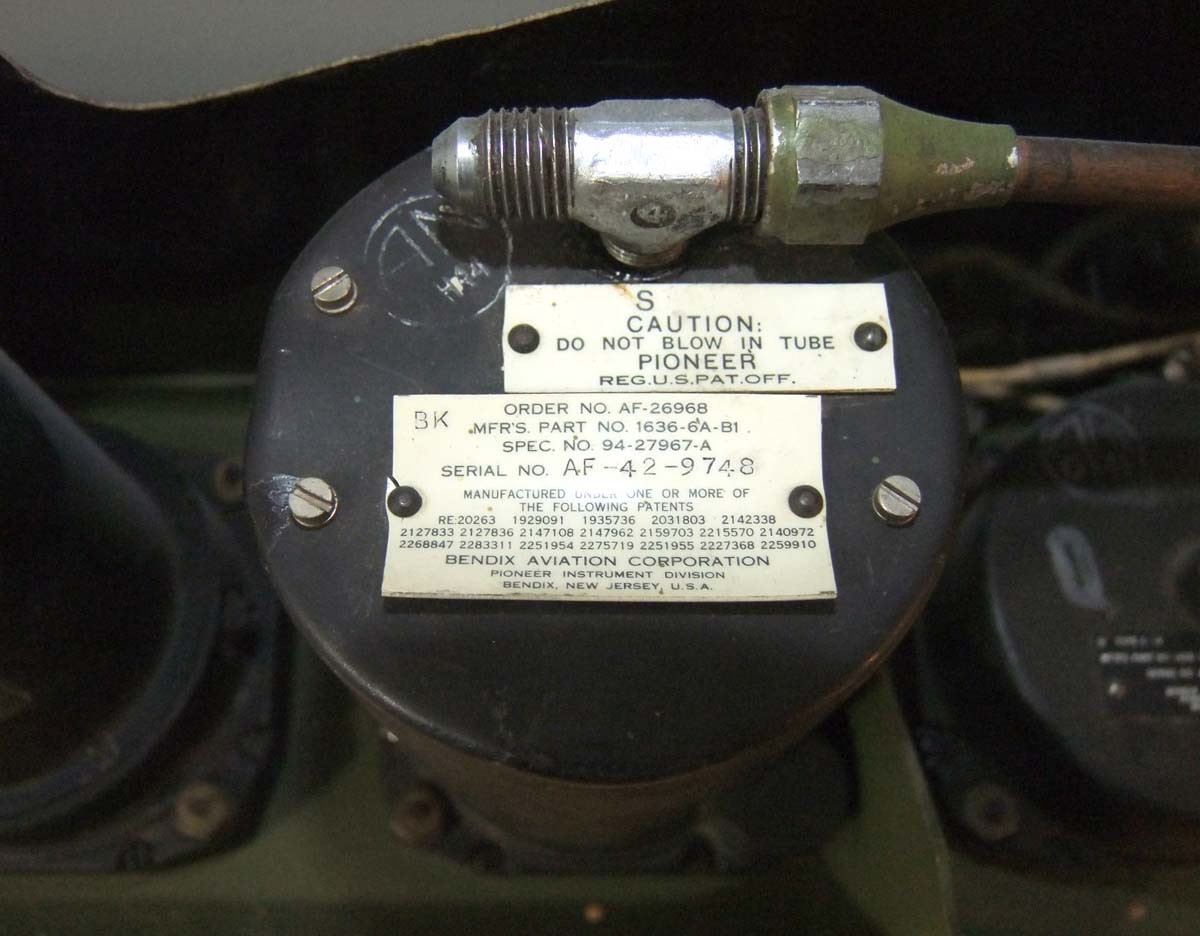 AN
HA4
4
S
CAUTION:
DO NOT BLOW IN TUBE
PIONEER
REG.U.S.PAT.OFF.
BK
ORDER NO. AF-26968
MFR'S. PART NO. 1636-6A-B1
SPEC. NO. 94-27967-A
SERIAL NO. AF-42-9748
MANUFACTURED UNDER ONE OR MORE OF
THE FOLLOWING PATENTS
RE:20263 1929091 1935736 2031803 2142338
2127833 2127836 2147108 2147962 2159703 2215570 2140972
2268847 2283311 2251954 2275719 2251955 2227368 2259910
BENDIX AVIATION CORPORATION
PIONEER INSTRUMENT DIVISION
BENDIX, NEW JERSEY, U.S.A.